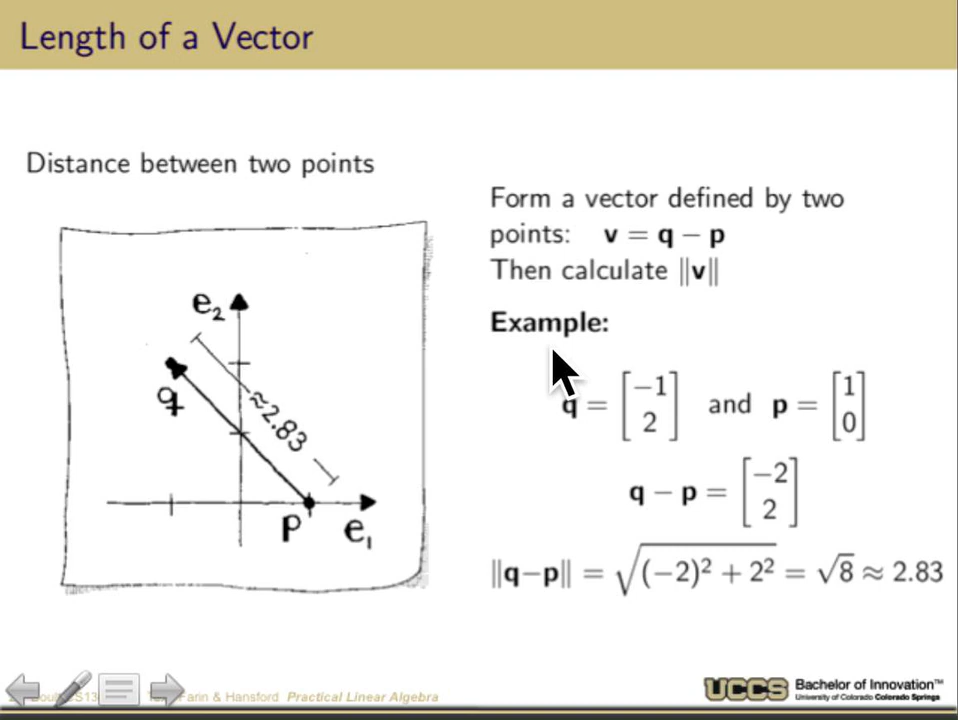 Length of a Vector
Distance between two points
e₂
q
≈2.83
p
e₁
Form a vector defined by two
points: v = q − p
Then calculate ‖v‖
Example:
q = [−1 2] and p = [1 0]
q − p = [−2 2]
‖q−p‖ = √((−2)² + 2²) = √8 ≈ 2.83
Farin & Hansford Practical Linear Algebra
UCCS
Bachelor of Innovation™
University of Colorado Colorado Springs